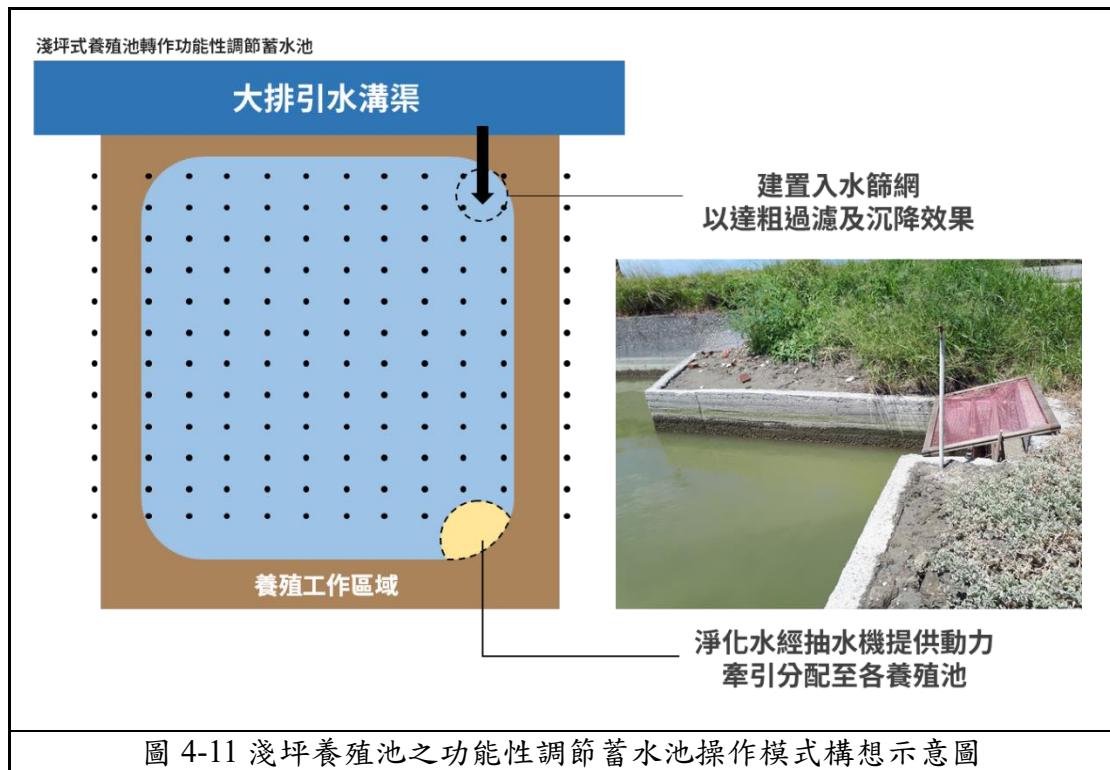 淺坪式養殖池轉作功能性調節蓄水池
大排引水溝渠
建置入水篩網
以達粗過濾及沉降效果
養殖工作區域
淨化水經抽水機提供動力
牽引分配至各養殖池
圖 4-11 淺坪養殖池之功能性調節蓄水池操作模式構想示意圖